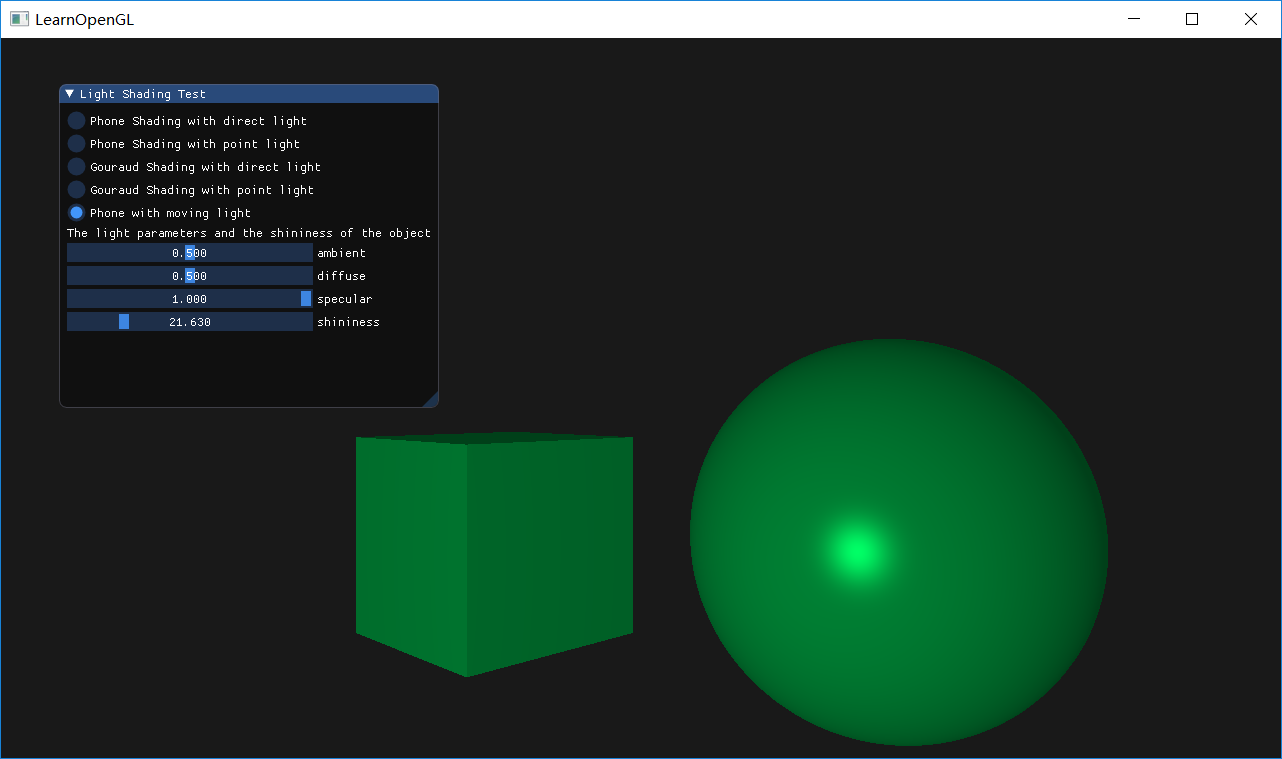 LearnOpenGL
Light Shading Test
Phone Shading with direct light
Phone Shading with point light
Gouraud Shading with direct light
Gouraud Shading with point light
Phone with moving light
The light parameters and the shininess of the object
0.500 ambient
0.500 diffuse
1.000 specular
21.630 shininess